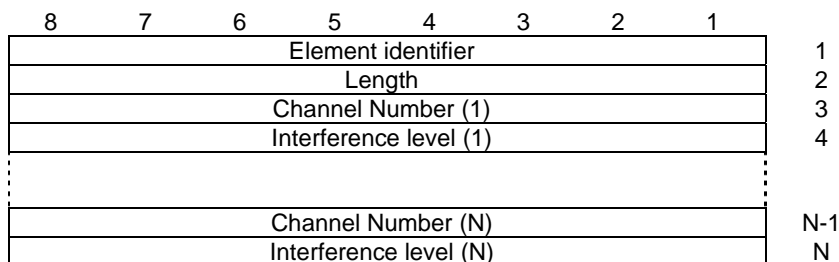 8 7 6 5 4 3 2 1
Element identifier 1
Length 2
Channel Number (1) 3
Interference level (1) 4
Channel Number (N) N-1
Interference level (N) N